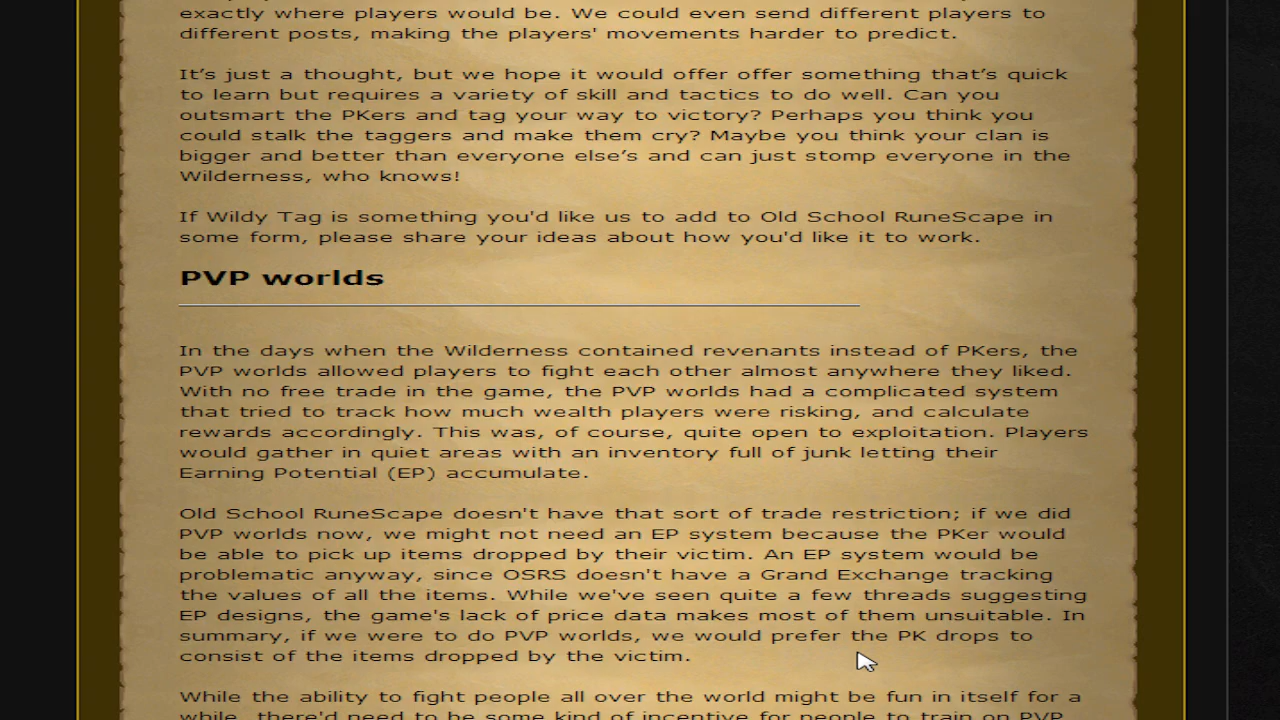 exactly where players would be. We could even send different players to
different posts, making the players' movements harder to predict.
It’s just a thought, but we hope it would offer offer something that’s quick
to learn but requires a variety of skill and tactics to do well. Can you
outsmart the PKers and tag your way to victory? Perhaps you think you
could stalk the taggers and make them cry? Maybe you think your clan is
bigger and better than everyone else’s and can just stomp everyone in the
Wilderness, who knows!
If Wildy Tag is something you'd like us to add to Old School RuneScape in
some form, please share your ideas about how you'd like it to work.
PVP worlds
In the days when the Wilderness contained revenants instead of PKers, the
PVP worlds allowed players to fight each other almost anywhere they liked.
With no free trade in the game, the PVP worlds had a complicated system
that tried to track how much wealth players were risking, and calculate
rewards accordingly. This was, of course, quite open to exploitation. Players
would gather in quiet areas with an inventory full of junk letting their
Earning Potential (EP) accumulate.
Old School RuneScape doesn't have that sort of trade restriction; if we did
PVP worlds now, we might not need an EP system because the PKer would
be able to pick up items dropped by their victim. An EP system would be
problematic anyway, since OSRS doesn't have a Grand Exchange tracking
the values of all the items. While we've seen quite a few threads suggesting
EP designs, the game's lack of price data makes most of them unsuitable. In
summary, if we were to do PVP worlds, we would prefer the PK drops to
consist of the items dropped by the victim.
While the ability to fight people all over the world might be fun in itself for a
while, there'd need to be some kind of incentive for people to train on PVP